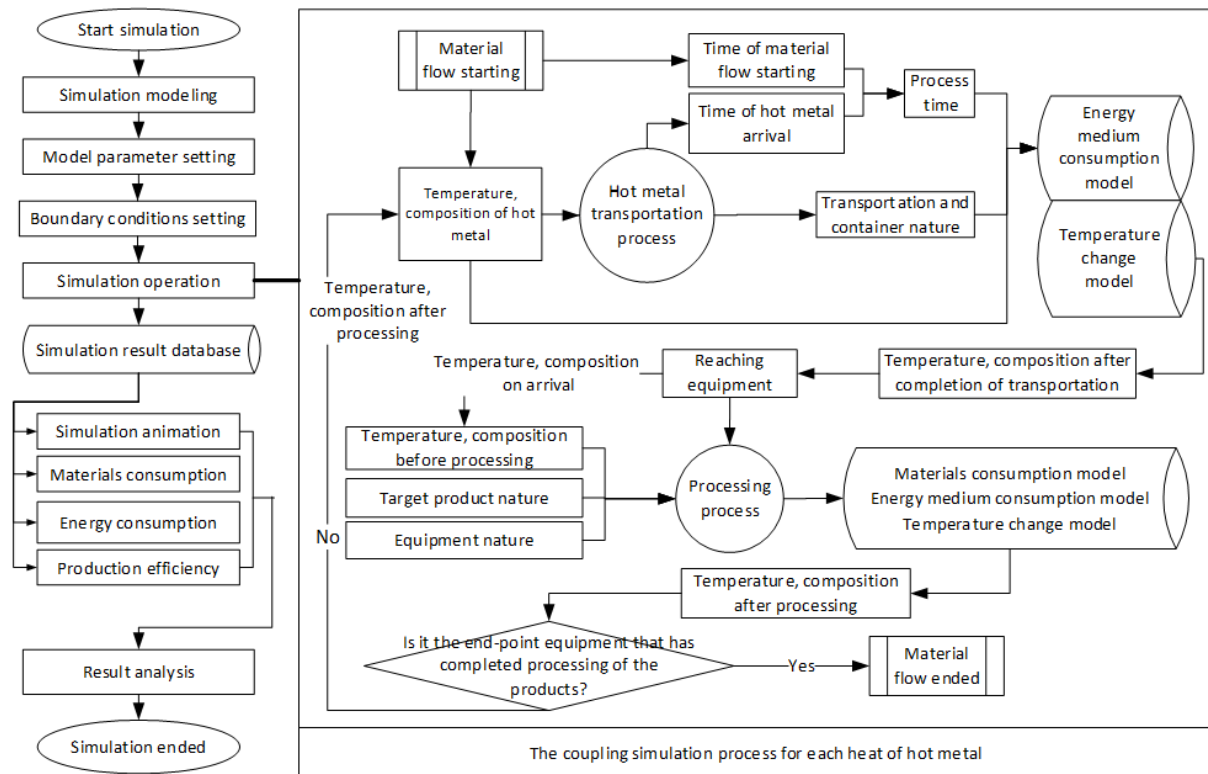 Start simulation
Simulation modeling
Model parameter setting
Boundary conditions setting
Simulation operation
Simulation result database
Simulation animation
Materials consumption
Energy consumption
Production efficiency
Result analysis
Simulation ended
Material
flow starting
Time of material
flow starting
Time of hot metal
arrival
Process
time
Energy
medium
consumption
model
Temperature,
composition of hot
metal
Hot metal
transportation
process
Transportation and
container nature
Temperature
change
model
Temperature,
composition after
processing
Temperature, composition
on arrival
Reaching
equipment
Temperature, composition after
completion of transportation
Temperature, composition
before processing
Target product nature
Equipment nature
Processing
process
Materials consumption model
Energy medium consumption model
Temperature change model
No
Temperature, composition
after processing
Is it the end-point equipment that has
completed processing of the
products?
Yes
Material
flow ended
The coupling simulation process for each heat of hot metal